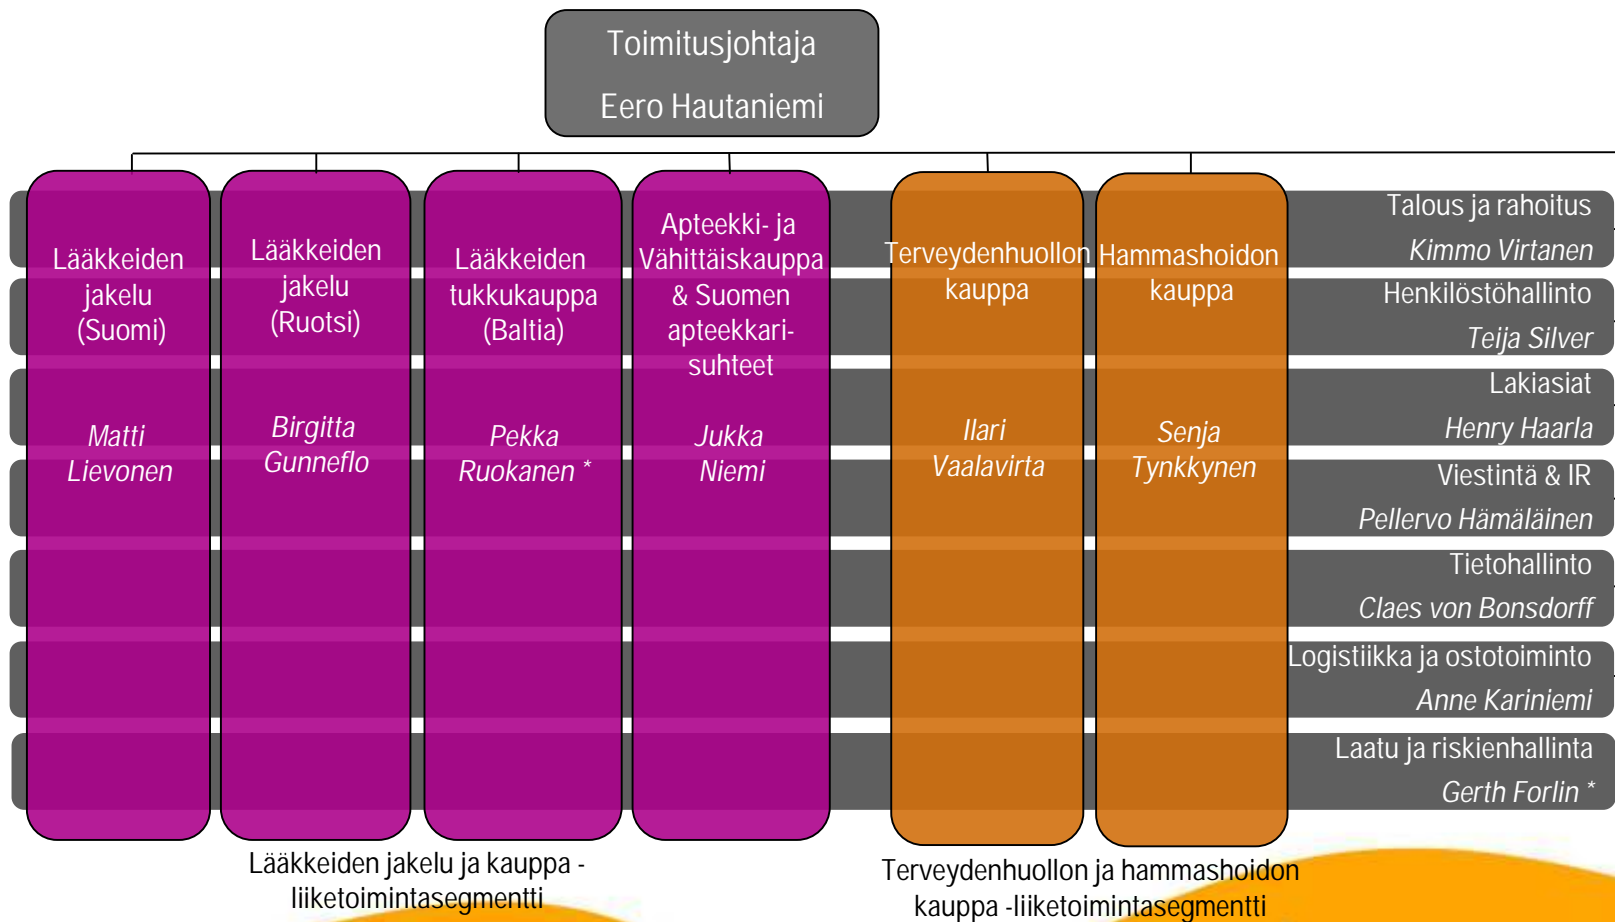 Toimitusjohtaja
Eero Hautaniemi
Lääkkeiden
jakelu
(Suomi)
Matti
Lievonen
Lääkkeiden
jakelu
(Ruotsi)
Birgitta
Gunneflo
Lääkkeiden
tukkukauppa
(Baltia)
Pekka
Ruokanen *
Apteekki- ja
Vähittäiskauppa
& Suomen
apteekkari-
suhteet
Jukka
Niemi
Terveydenhuollon
kauppa
Ilari
Vaalavirta
Hammashoidon
kauppa
Senja
Tynkkynen
Talous ja rahoitus
Kimmo Virtanen
Henkilöstöhallinto
Teija Silver
Lakiasiat
Henry Haarla
Viestintä & IR
Pellervo Hämäläinen
Tietohallinto
Claes von Bonsdorff
Logistiikka ja ostotoiminto
Anne Kariniemi
Laatu ja riskienhallinta
Gerth Forlin *
Lääkkeiden jakelu ja kauppa -
liiketoimintasegmentti
Terveydenhuollon ja hammashoidon
kauppa -liiketoimintasegmentti